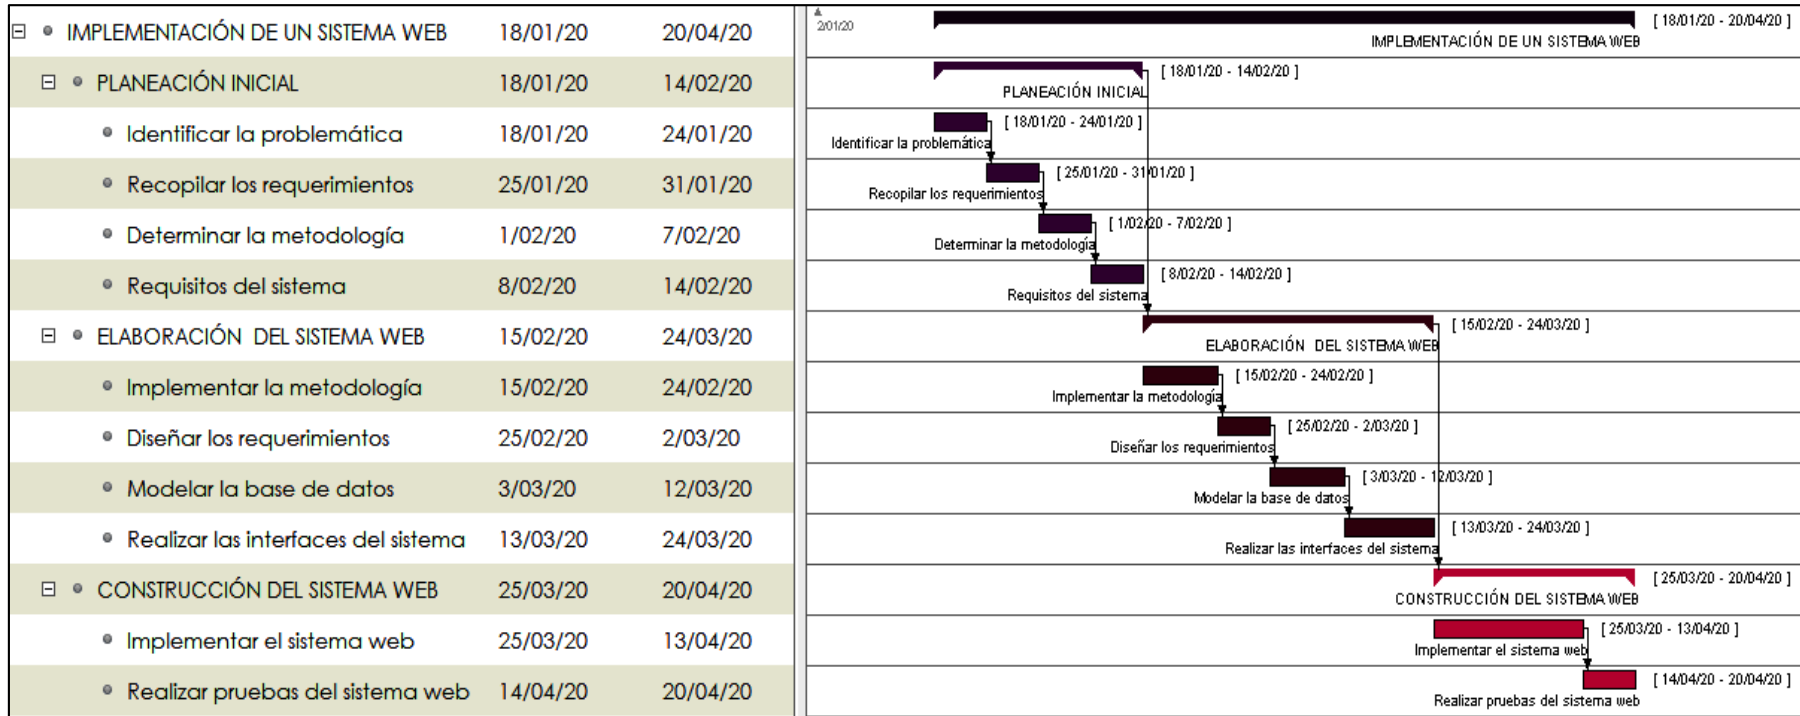 IMPLEMENTACIÓN DE UN SISTEMA WEB 18/01/20 20/04/20
PLANEACIÓN INICIAL 18/01/20 14/02/20
Identificar la problemática 18/01/20 24/01/20
Recopilar los requerimientos 25/01/20 31/01/20
Determinar la metodología 1/02/20 7/02/20
Requisitos del sistema 8/02/20 14/02/20
ELABORACIÓN DEL SISTEMA WEB 15/02/20 24/03/20
Implementar la metodología 15/02/20 24/02/20
Diseñar los requerimientos 25/02/20 2/03/20
Modelar la base de datos 3/03/20 12/03/20
Realizar las interfaces del sistema 13/03/20 24/03/20
CONSTRUCCIÓN DEL SISTEMA WEB 25/03/20 20/04/20
Implementar el sistema web 25/03/20 13/04/20
Realizar pruebas del sistema web 14/04/20 20/04/20
2/01/20
[ 18/01/20 - 20/04/20 ]
IMPLEMENTACIÓN DE UN SISTEMA WEB
[ 18/01/20 - 14/02/20 ]
PLANEACIÓN INICIAL
[ 18/01/20 - 24/01/20 ]
Identificar la problemática
[ 25/01/20 - 31/01/20 ]
Recopilar los requerimientos
[ 1/02/20 - 7/02/20 ]
Determinar la metodología
[ 8/02/20 - 14/02/20 ]
Requisitos del sistema
[ 15/02/20 - 24/03/20 ]
ELABORACIÓN DEL SISTEMA WEB
[ 15/02/20 - 24/02/20 ]
Implementar la metodología
[ 25/02/20 - 2/03/20 ]
Diseñar los requerimientos
[ 3/03/20 - 12/03/20 ]
Modelar la base de datos
[ 13/03/20 - 24/03/20 ]
Realizar las interfaces del sistema
[ 25/03/20 - 20/04/20 ]
CONSTRUCCIÓN DEL SISTEMA WEB
[ 25/03/20 - 13/04/20 ]
Implementar el sistema web
[ 14/04/20 - 20/04/20 ]
Realizar pruebas del sistema web